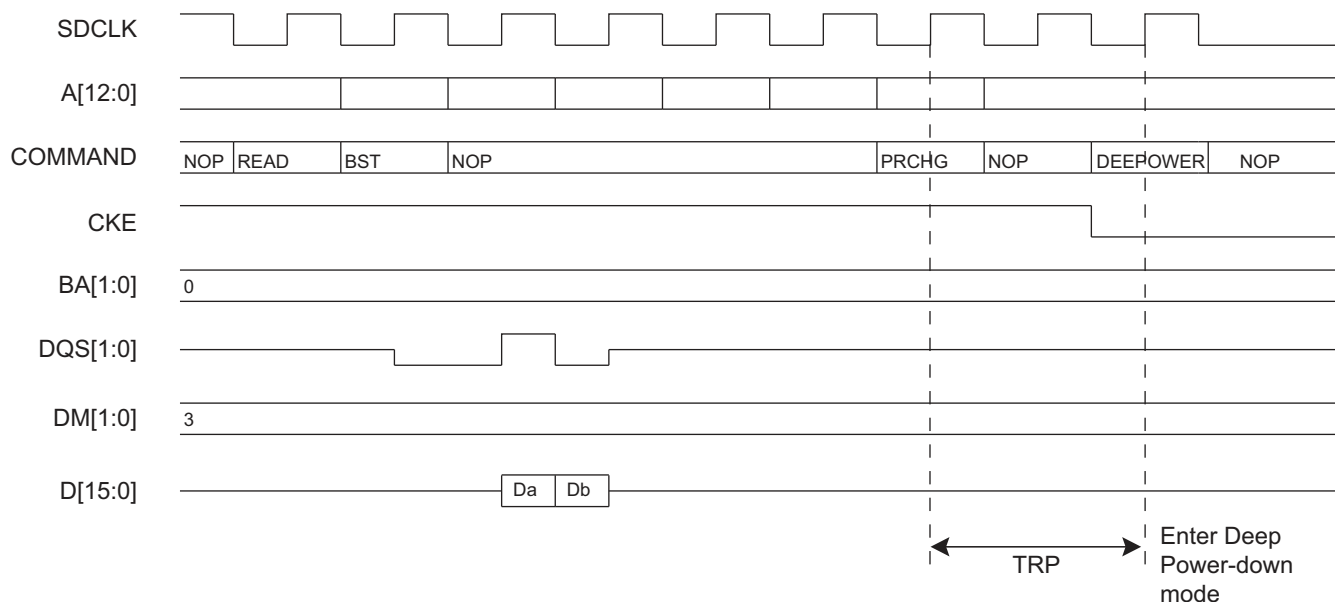 SDCLK
A[12:0]
COMMAND NOP READ BST NOP PRCHG NOP DEEPOWER NOP
CKE
BA[1:0] 0
DQS[1:0]
DM[1:0] 3
D[15:0] Da Db
TRP
Enter Deep
Power-down
mode